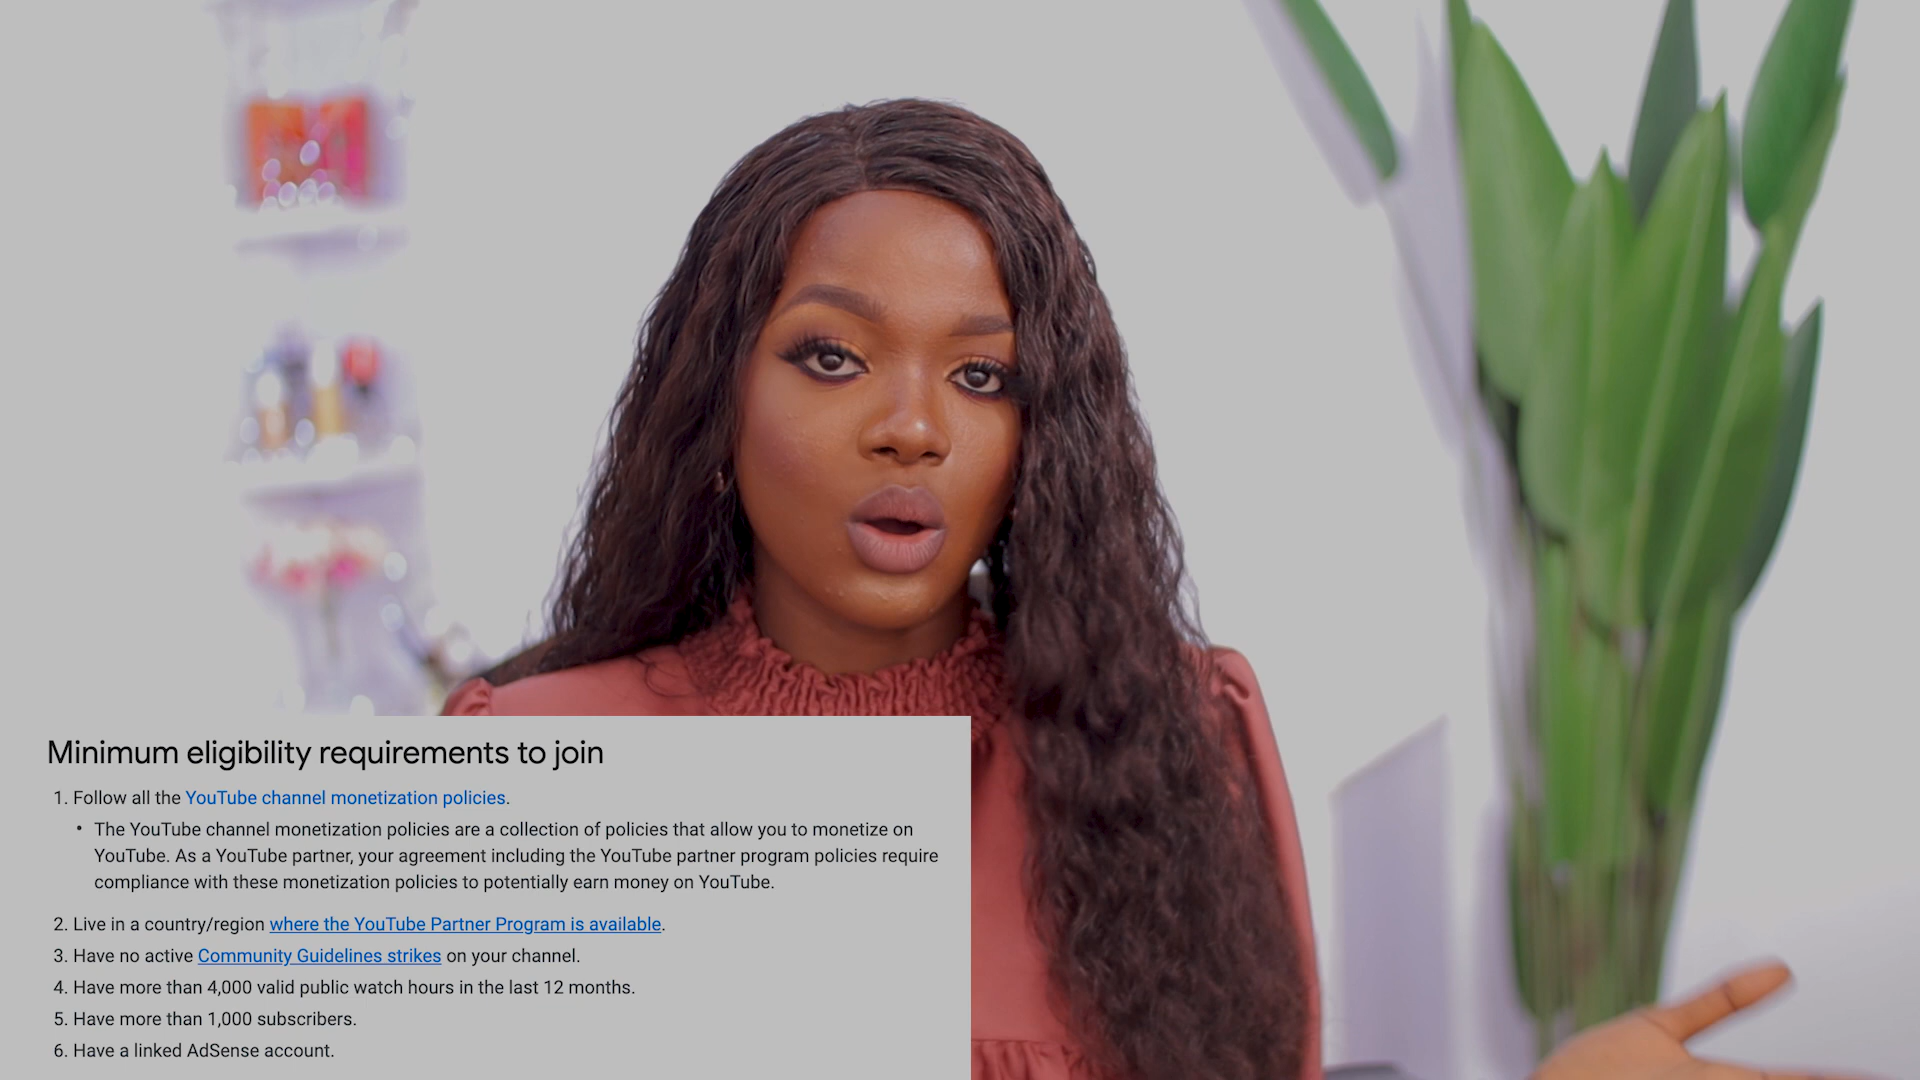 Minimum eligibility requirements to join
1. Follow all the YouTube channel monetization policies.
• The YouTube channel monetization policies are a collection of policies that allow you to monetize on
YouTube. As a YouTube partner, your agreement including the YouTube partner program policies require
compliance with these monetization policies to potentially earn money on YouTube.
2. Live in a country/region where the YouTube Partner Program is available.
3. Have no active Community Guidelines strikes on your channel.
4. Have more than 4,000 valid public watch hours in the last 12 months.
5. Have more than 1,000 subscribers.
6. Have a linked AdSense account.